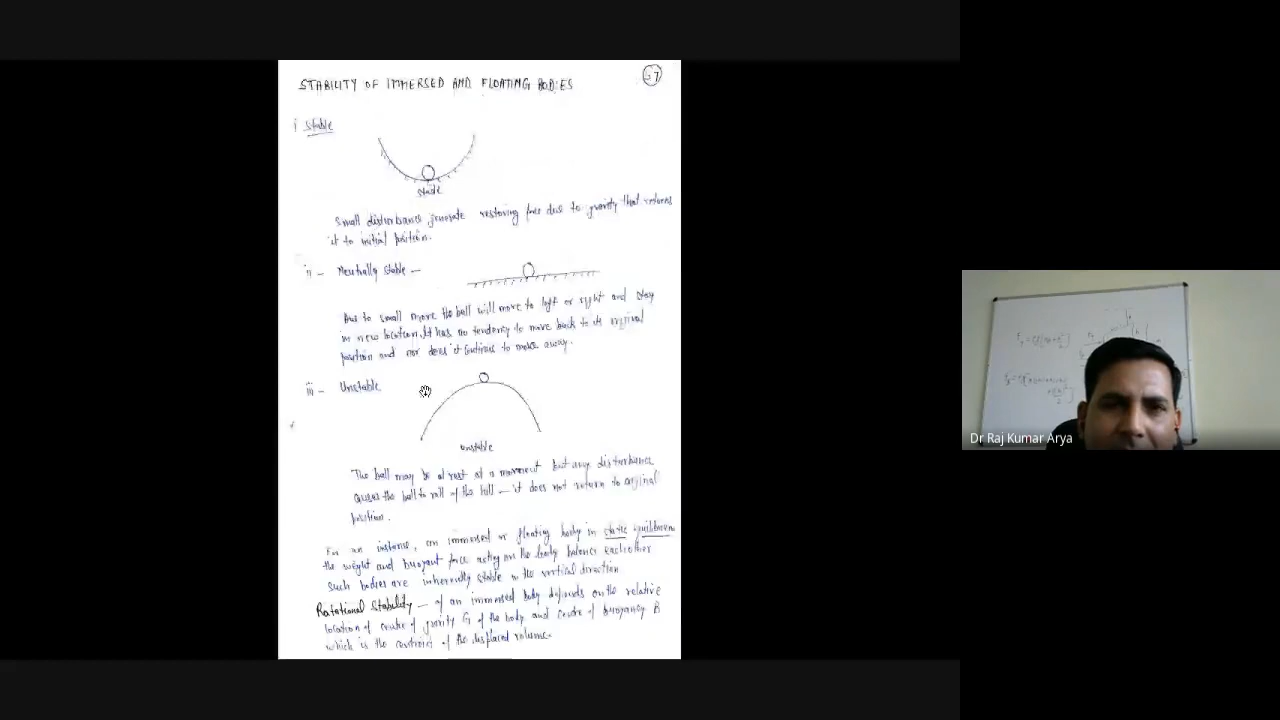 STABILITY OF IMMERSED AND FLOATING BODIES
67
i Stable
Stable
Small disturbance generate restoring force due to gravity that returns
it to initial position.
ii - Neutrally Stable -
Due to small move the ball will move to left or right and stay
in new location. It has no tendency to move back to its original
position and nor does it continues to move away.
iii - Unstable
unstable
The ball may be at rest at a moment but any disturbance
causes the ball to roll of the hill - it does not return to original
position.
For an instance, an immersed or floating body in static equilibrium
the weight and buoyant force acting on the body balance each other
such bodies are inherently stable in the vertical direction
Rotational Stability - of an immersed body depends on the relative
location of centre of gravity G of the body and centre of buoyancy B
which is the centroid of the displaced volume.
Dr Raj Kumar Arya